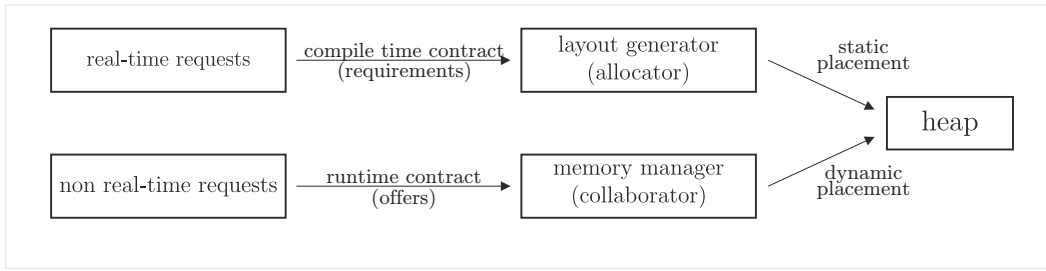 real-time requests
compile time contract
(requirements)
layout generator
(allocator)
static
placement
heap
non real-time requests
runtime contract
(offers)
memory manager
(collaborator)
dynamic
placement